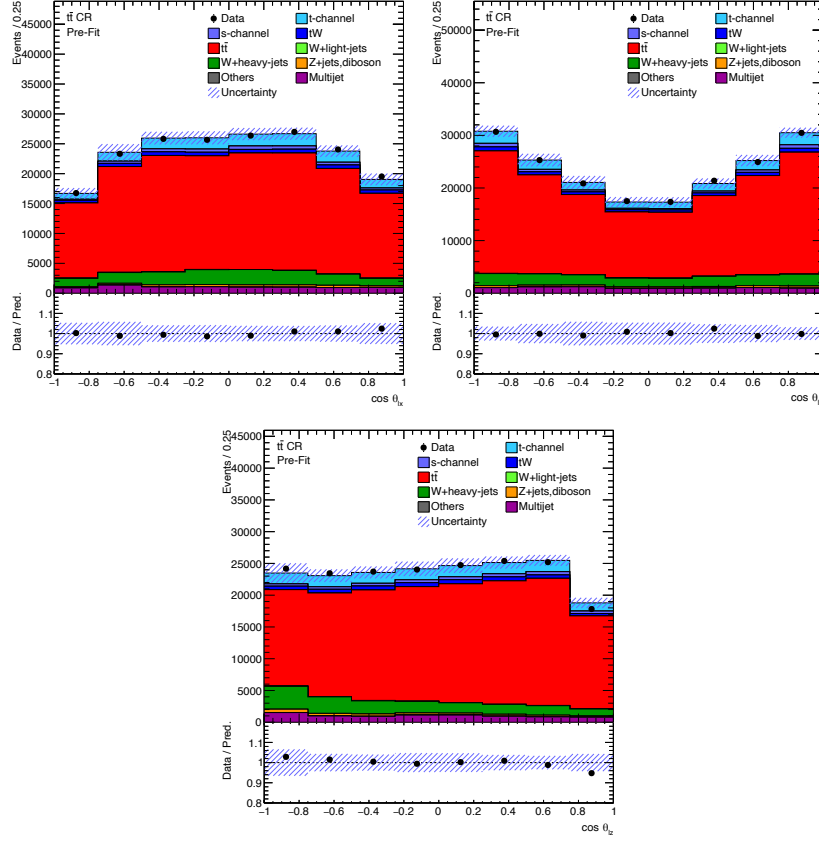 Events / 0.25
45000
40000
35000
30000
25000
20000
15000
10000
5000
0
tt̄ CR
Pre-Fit
Data
t-channel
s-channel
tW
tt̄
W+light-jets
W+heavy-jets
Z+jets,diboson
Others
Multijet
Uncertainty
Data / Pred.
1.1
1
0.9
0.8
−1 −0.8 −0.6 −0.4 −0.2 0 0.2 0.4 0.6 0.8 1
cos θlx
Events / 0.25
50000
40000
30000
20000
10000
0
tt̄ CR
Pre-Fit
Data
t-channel
s-channel
tW
tt̄
W+light-jets
W+heavy-jets
Z+jets,diboson
Others
Multijet
Uncertainty
Data / Pred.
1.1
1
0.9
0.8
−1 −0.8 −0.6 −0.4 −0.2 0 0.2 0.4 0.6 0.8
cos θ
Events / 0.25
45000
40000
35000
30000
25000
20000
15000
10000
5000
0
tt̄ CR
Pre-Fit
Data
t-channel
s-channel
tW
tt̄
W+light-jets
W+heavy-jets
Z+jets,diboson
Others
Multijet
Uncertainty
Data / Pred.
1.1
1
0.9
0.8
−1 −0.8 −0.6 −0.4 −0.2 0 0.2 0.4 0.6 0.8 1
cos θlz